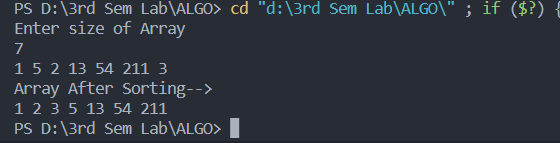 PS D:\3rd Sem Lab\ALGO> cd "d:\3rd Sem Lab\ALGO\" ; if ($?) {
Enter size of Array
7
1 5 2 13 54 211 3
Array After Sorting-->
1 2 3 5 13 54 211
PS D:\3rd Sem Lab\ALGO>